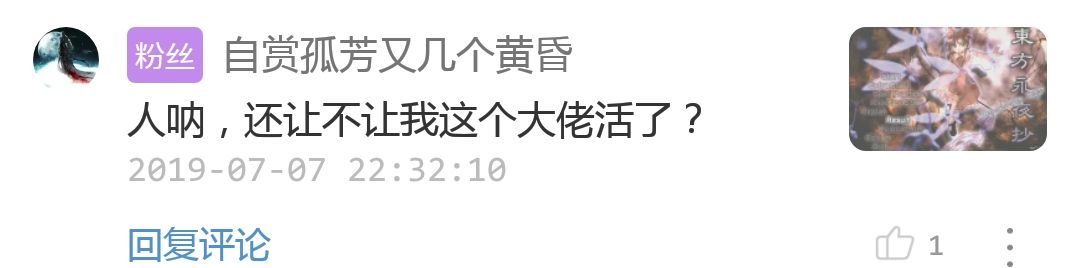 粉丝 自赏孤芳又几个黄昏
人呐，还让不让我这个大佬活了？
2019-07-07 22:32:10
回复评论
1
東方永夜抄